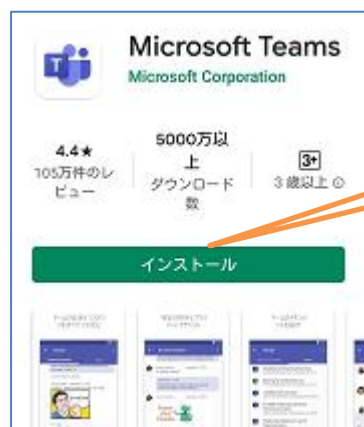 Microsoft Teams
Microsoft Corporation
4.4★
105万件のレ
ビュー
5000万以
上
ダウンロード
数
3+
3 歳以上
インストール